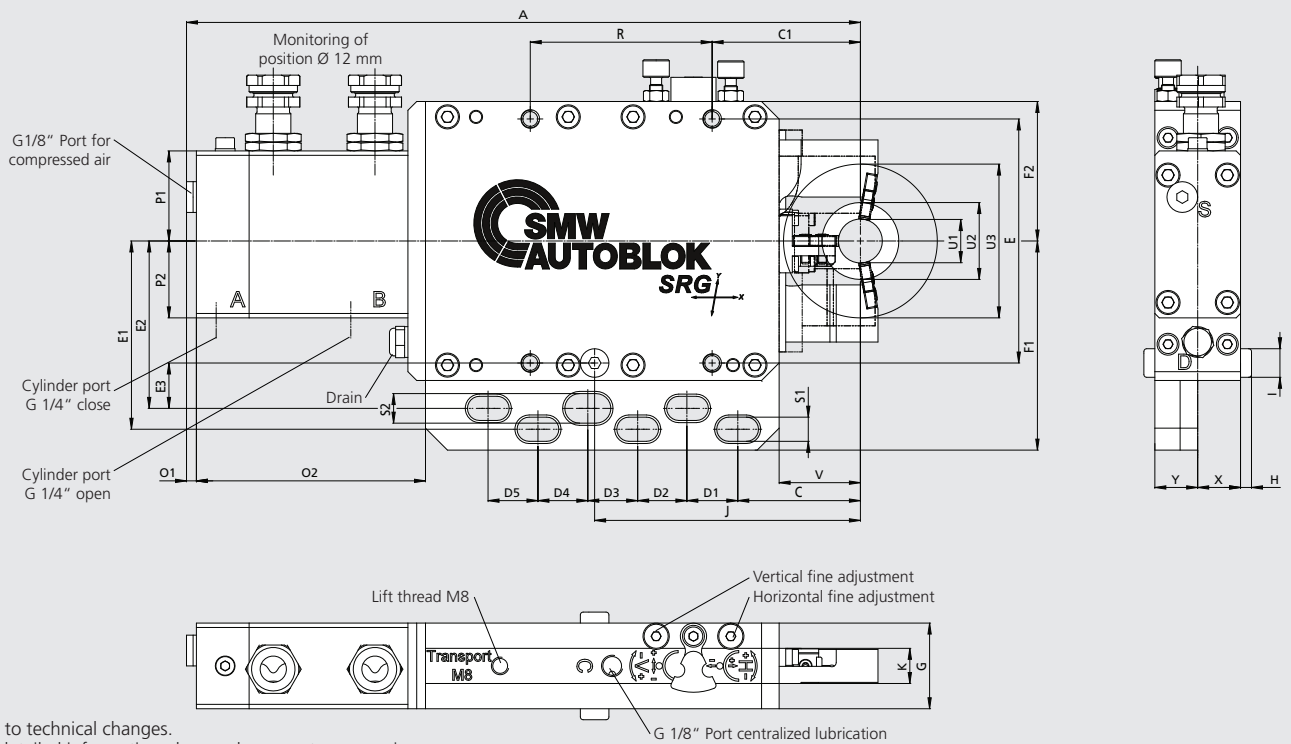 A
Monitoring of
position Ø 12 mm
R
C1
G1/8“ Port for
compressed air
P1
P2
E1
E2
E3
A
B
SMW
AUTOBLOK
SRG
Y
X
U1
U2
U3
E
F2
F1
S
D
I
Cylinder port
G 1/4“ close
Drain
S2
S1
Cylinder port
G 1/4“ open
O1
O2
D5
D4
D3
D2
D1
C
V
J
Y
X
H
Lift thread M8
Vertical fine adjustment
Horizontal fine adjustment
Transport
M8
C
V
H
K
G
G 1/8“ Port centralized lubrication
to technical changes.